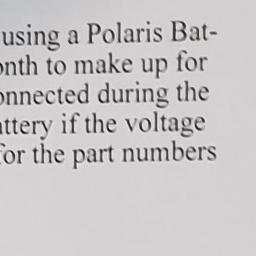 using a Polaris Bat-
onth to make up for
onnected during the
attery if the voltage
for the part numbers